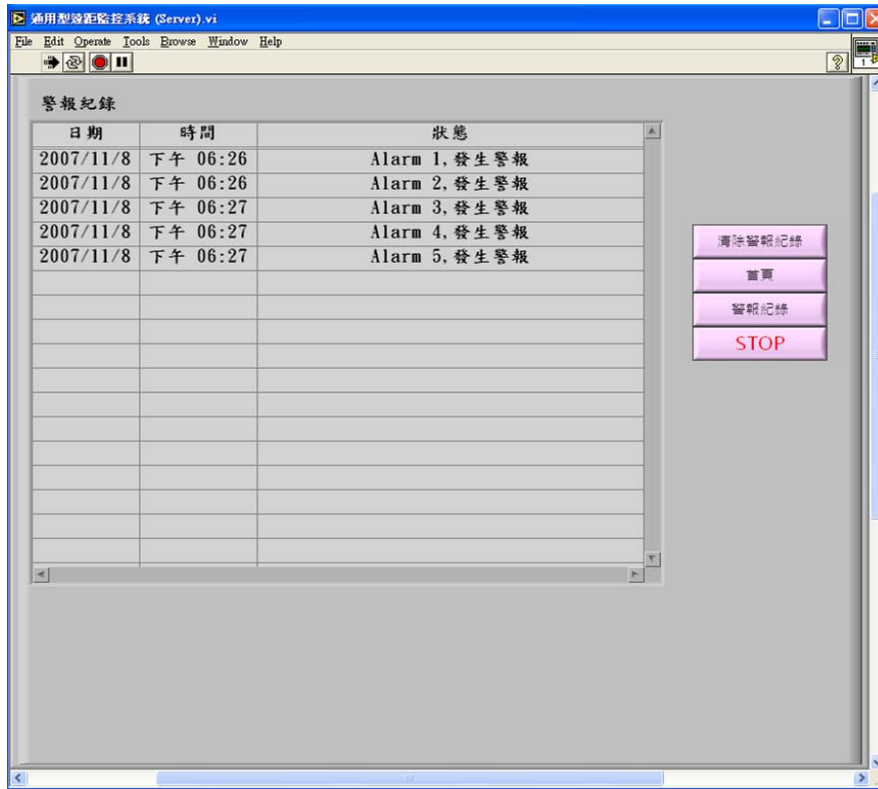 通用型遠距監控系統 (Server).vi
File Edit Operate Tools Browse Window Help
1
警報紀錄
日期 時間 狀態
2007/11/8 下午 06:26 Alarm 1,發生警報
2007/11/8 下午 06:26 Alarm 2,發生警報
2007/11/8 下午 06:27 Alarm 3,發生警報
2007/11/8 下午 06:27 Alarm 4,發生警報
2007/11/8 下午 06:27 Alarm 5,發生警報
清除警報紀錄
首頁
警報紀錄
STOP